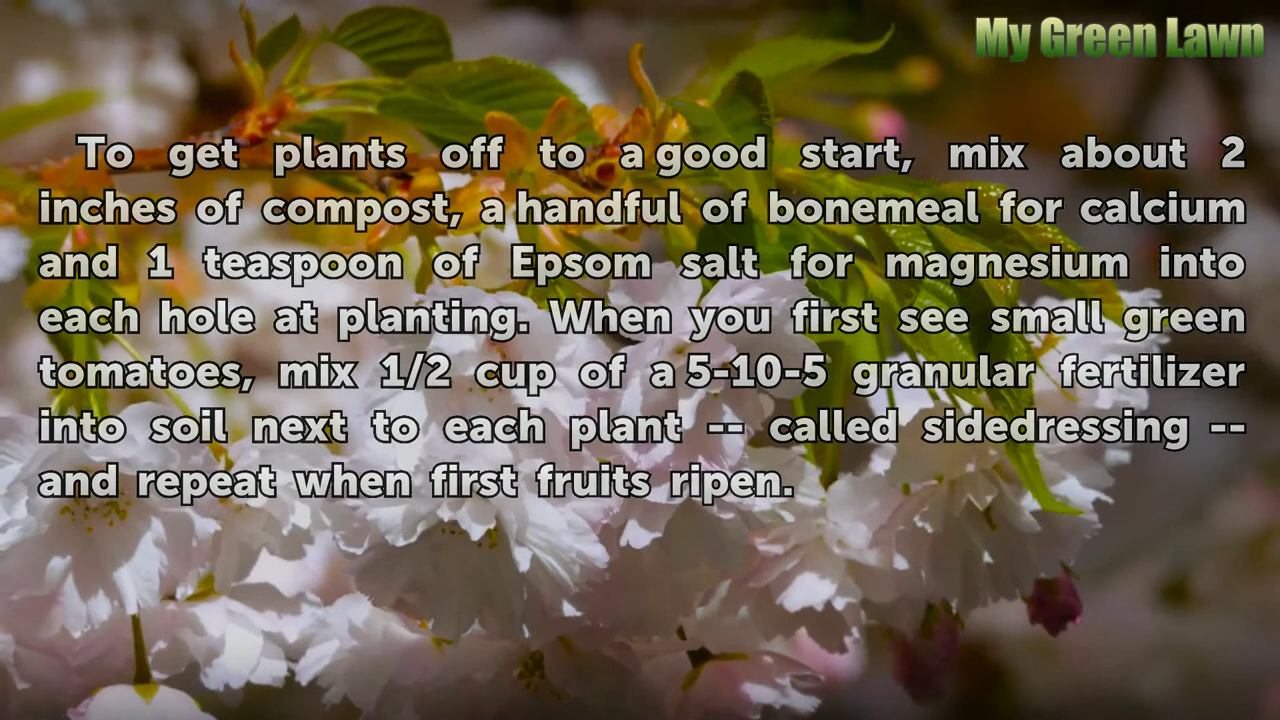 My Green Lawn
To get plants off to a good start, mix about 2
inches of compost, a handful of bonemeal for calcium
and 1 teaspoon of Epsom salt for magnesium into
each hole at planting. When you first see small green
tomatoes, mix 1/2 cup of a 5-10-5 granular fertilizer
into soil next to each plant -- called sidedressing --
and repeat when first fruits ripen.